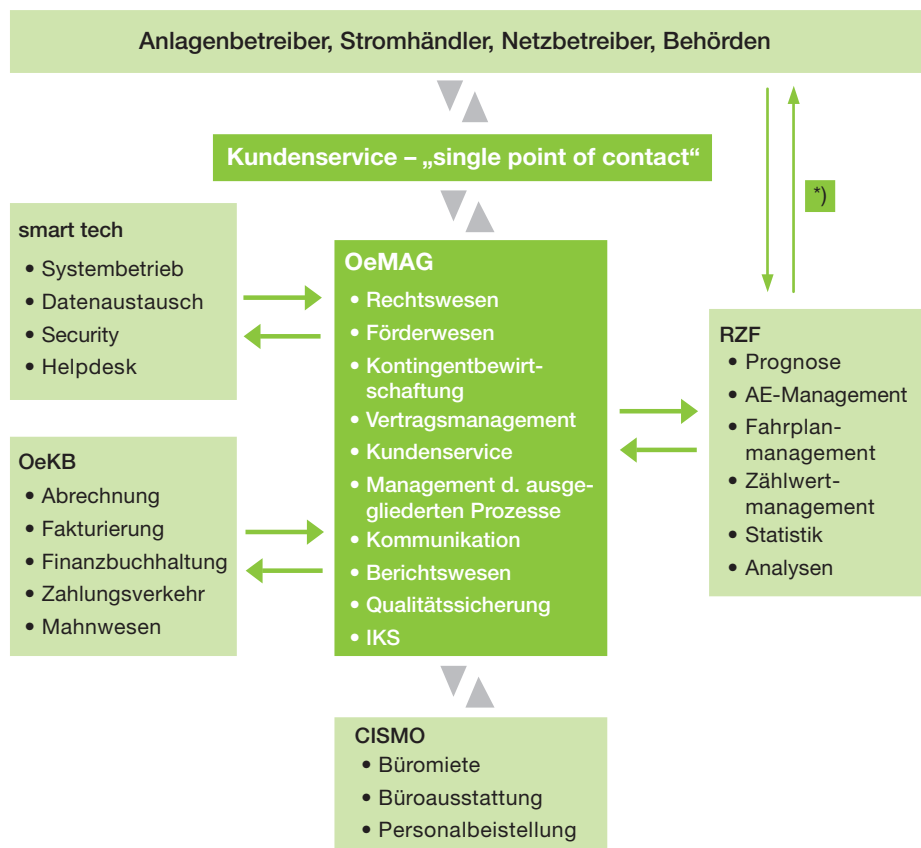 Anlagenbetreiber, Stromhändler, Netzbetreiber, Behörden
Kundenservice – „single point of contact“
*)
smart tech
• Systembetrieb
• Datenaustausch
• Security
• Helpdesk
OeKB
• Abrechnung
• Fakturierung
• Finanzbuchhaltung
• Zahlungsverkehr
• Mahnwesen
OeMAG
• Rechtswesen
• Förderwesen
• Kontingentbewirt-
schaftung
• Vertragsmanagement
• Kundenservice
• Management d. ausge-
gliederten Prozesse
• Kommunikation
• Berichtswesen
• Qualitätssicherung
• IKS
RZF
• Prognose
• AE-Management
• Fahrplan-
management
• Zählwert-
management
• Statistik
• Analysen
CISMO
• Büromiete
• Büroausstattung
• Personalbeistellung